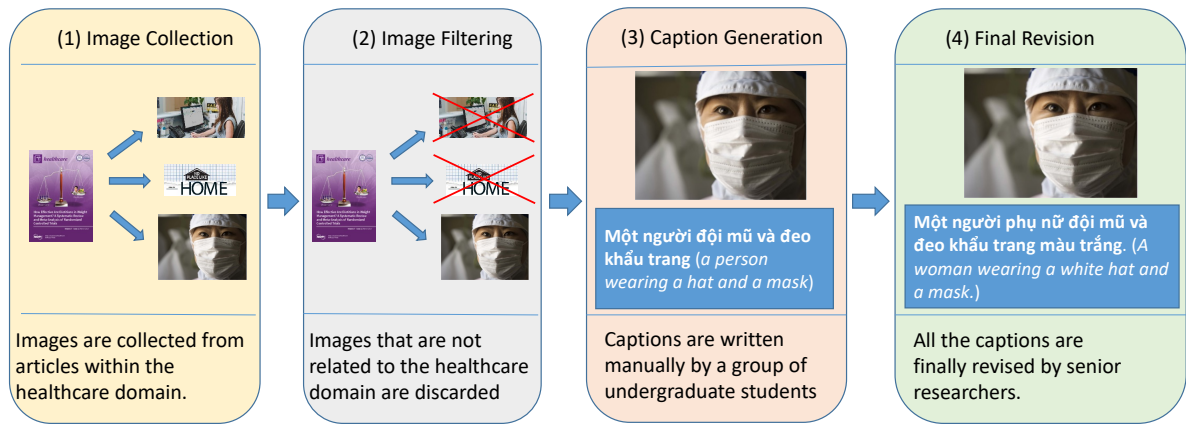 (1) Image Collection
healthcare
Images are collected from
articles within the
healthcare domain.
(2) Image Filtering
healthcare
Images that are not
related to the healthcare
domain are discarded
(3) Caption Generation
Một người đội mũ và đeo
khẩu trang (a person
wearing a hat and a mask)
Captions are written
manually by a group of
undergraduate students
(4) Final Revision
Một người phụ nữ đội mũ và
đeo khẩu trang màu trắng. (A
woman wearing a white hat and
a mask.)
All the captions are
finally revised by senior
researchers.
HOME
HOME